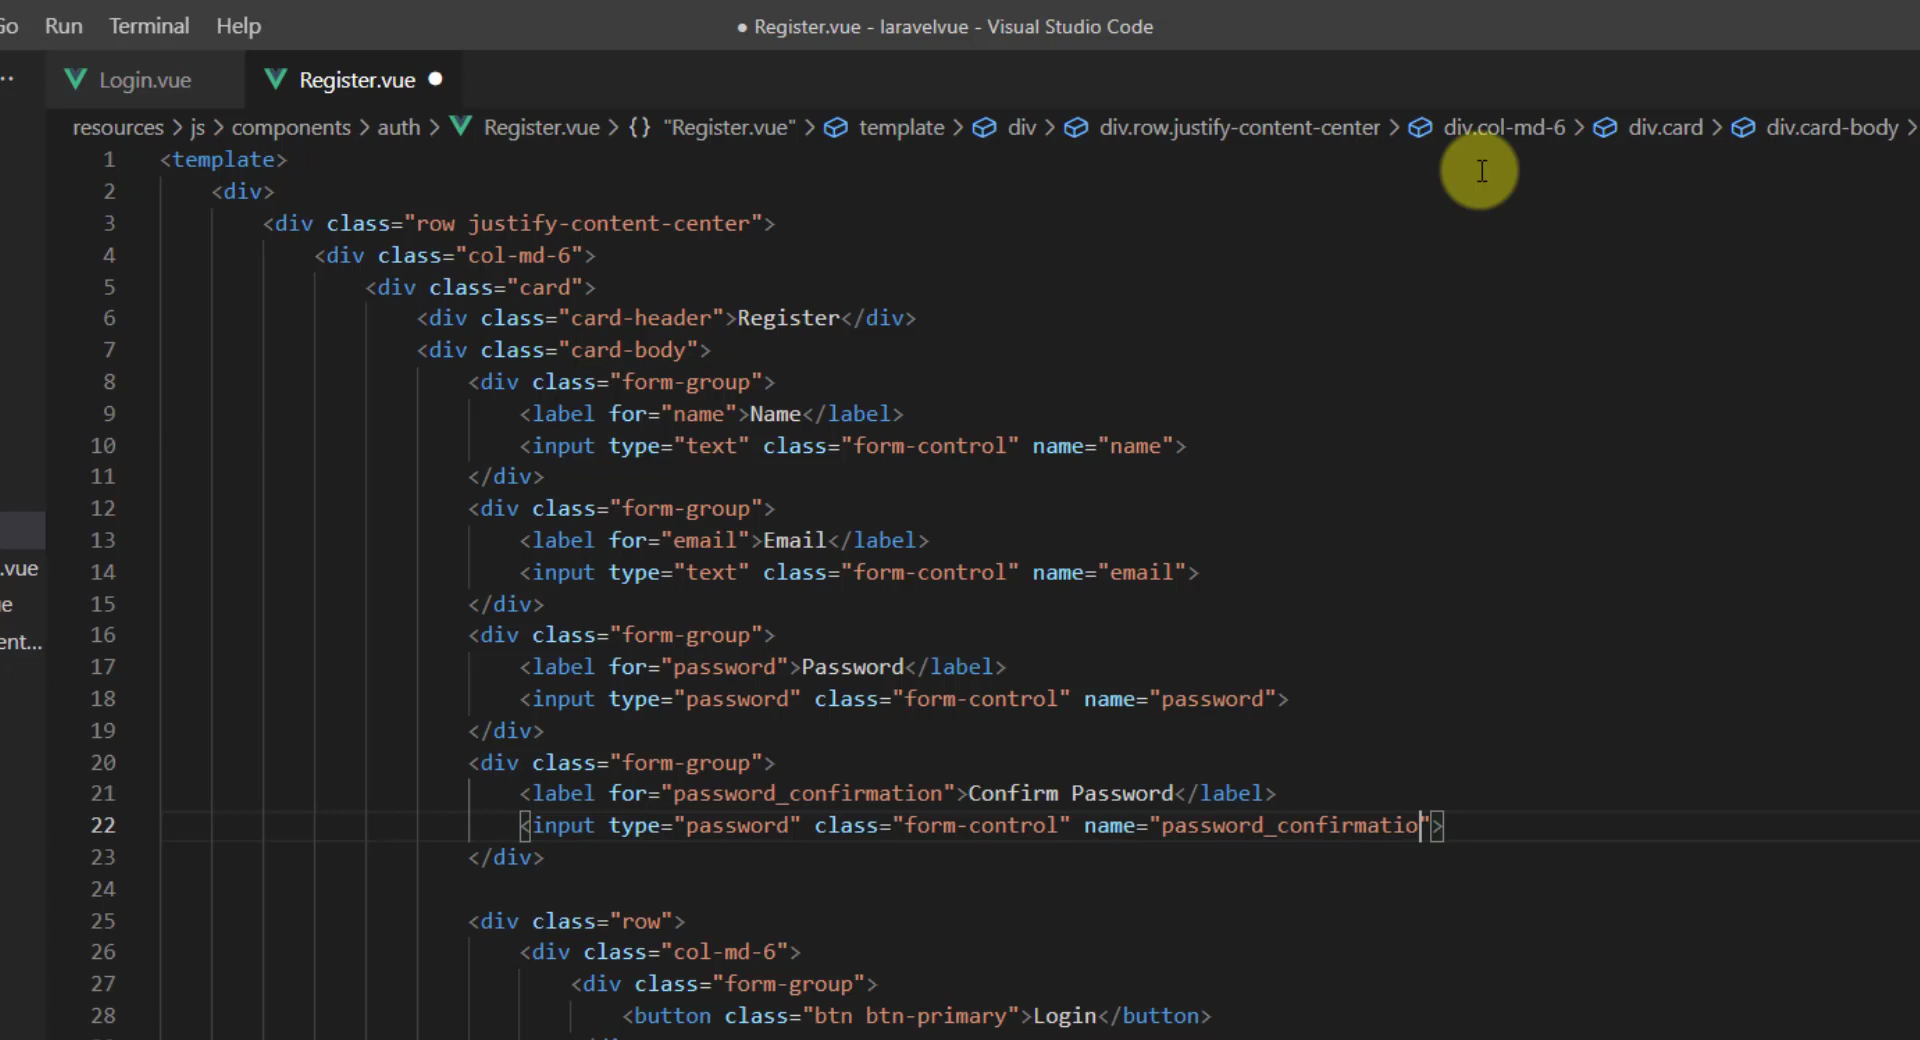 Go Run Terminal Help ● Register.vue - laravelvue - Visual Studio Code
Login.vue Register.vue ●
resources > js > components > auth > Register.vue > {} "Register.vue" > template > div > div.row.justify-content-center > div.col-md-6 > div.card > div.card-body >
1 <template>
2 <div>
3 <div class="row justify-content-center">
4 <div class="col-md-6">
5 <div class="card">
6 <div class="card-header">Register</div>
7 <div class="card-body">
8 <div class="form-group">
9 <label for="name">Name</label>
10 <input type="text" class="form-control" name="name">
11 </div>
12 <div class="form-group">
13 <label for="email">Email</label>
14 <input type="text" class="form-control" name="email">
15 </div>
16 <div class="form-group">
17 <label for="password">Password</label>
18 <input type="password" class="form-control" name="password">
19 </div>
20 <div class="form-group">
21 <label for="password_confirmation">Confirm Password</label>
22 <input type="password" class="form-control" name="password_confirmatio">
23 </div>
24
25 <div class="row">
26 <div class="col-md-6">
27 <div class="form-group">
28 <button class="btn btn-primary">Login</button>
.vue
e
ent...